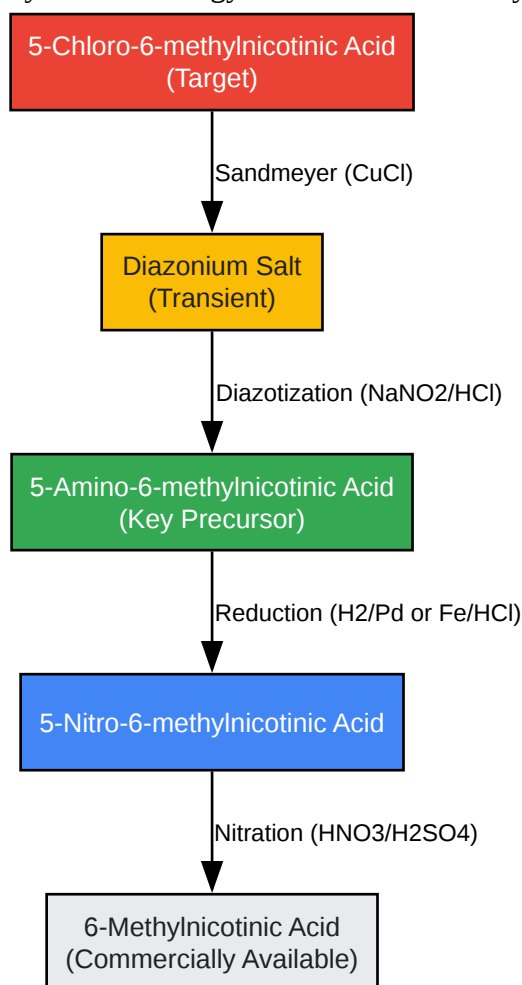 5-Chloro-6-methylnicotinic Acid
(Target)
Sandmeyer (CuCl)
Diazonium Salt
(Transient)
Diazotization (NaNO2/HCl)
5-Amino-6-methylnicotinic Acid
(Key Precursor)
Reduction (H2/Pd or Fe/HCl)
5-Nitro-6-methylnicotinic Acid
Nitration (HNO3/H2SO4)
6-Methylnicotinic Acid
(Commercially Available)